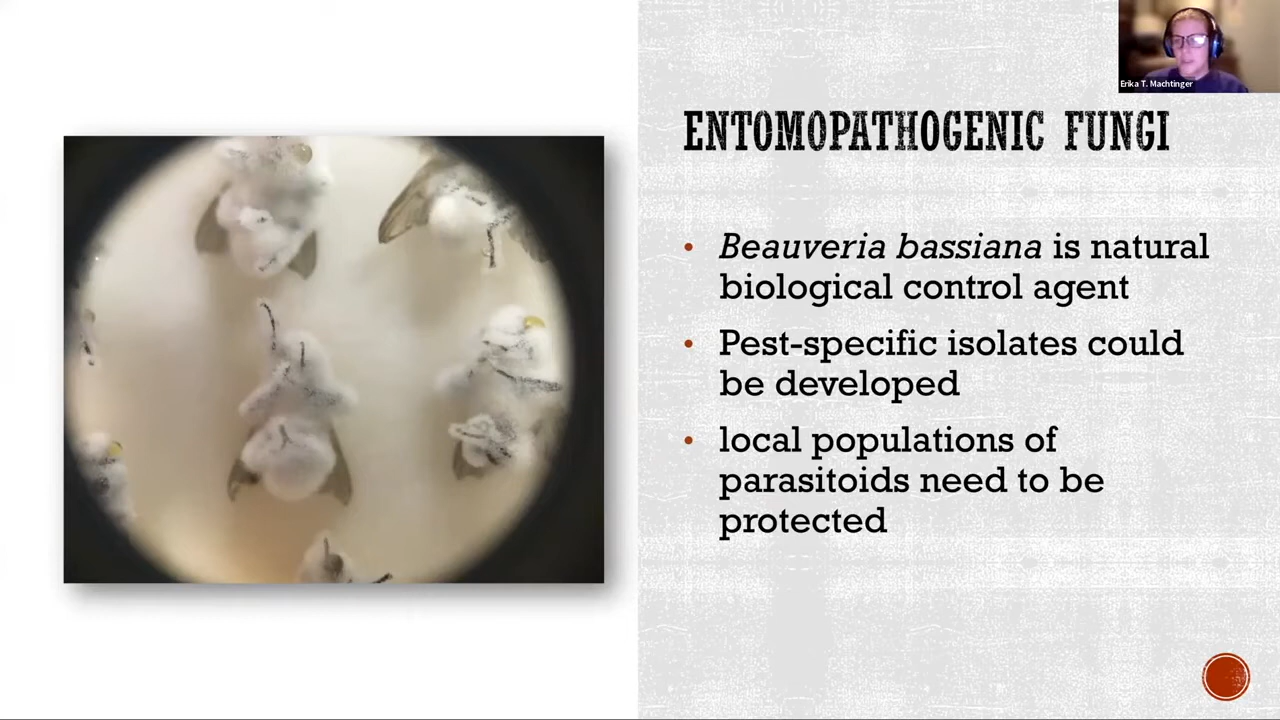 Erika T. Machtinger
ENTOMOPATHOGENIC FUNGI
• Beauveria bassiana is natural
biological control agent
• Pest-specific isolates could
be developed
• local populations of
parasitoids need to be
protected